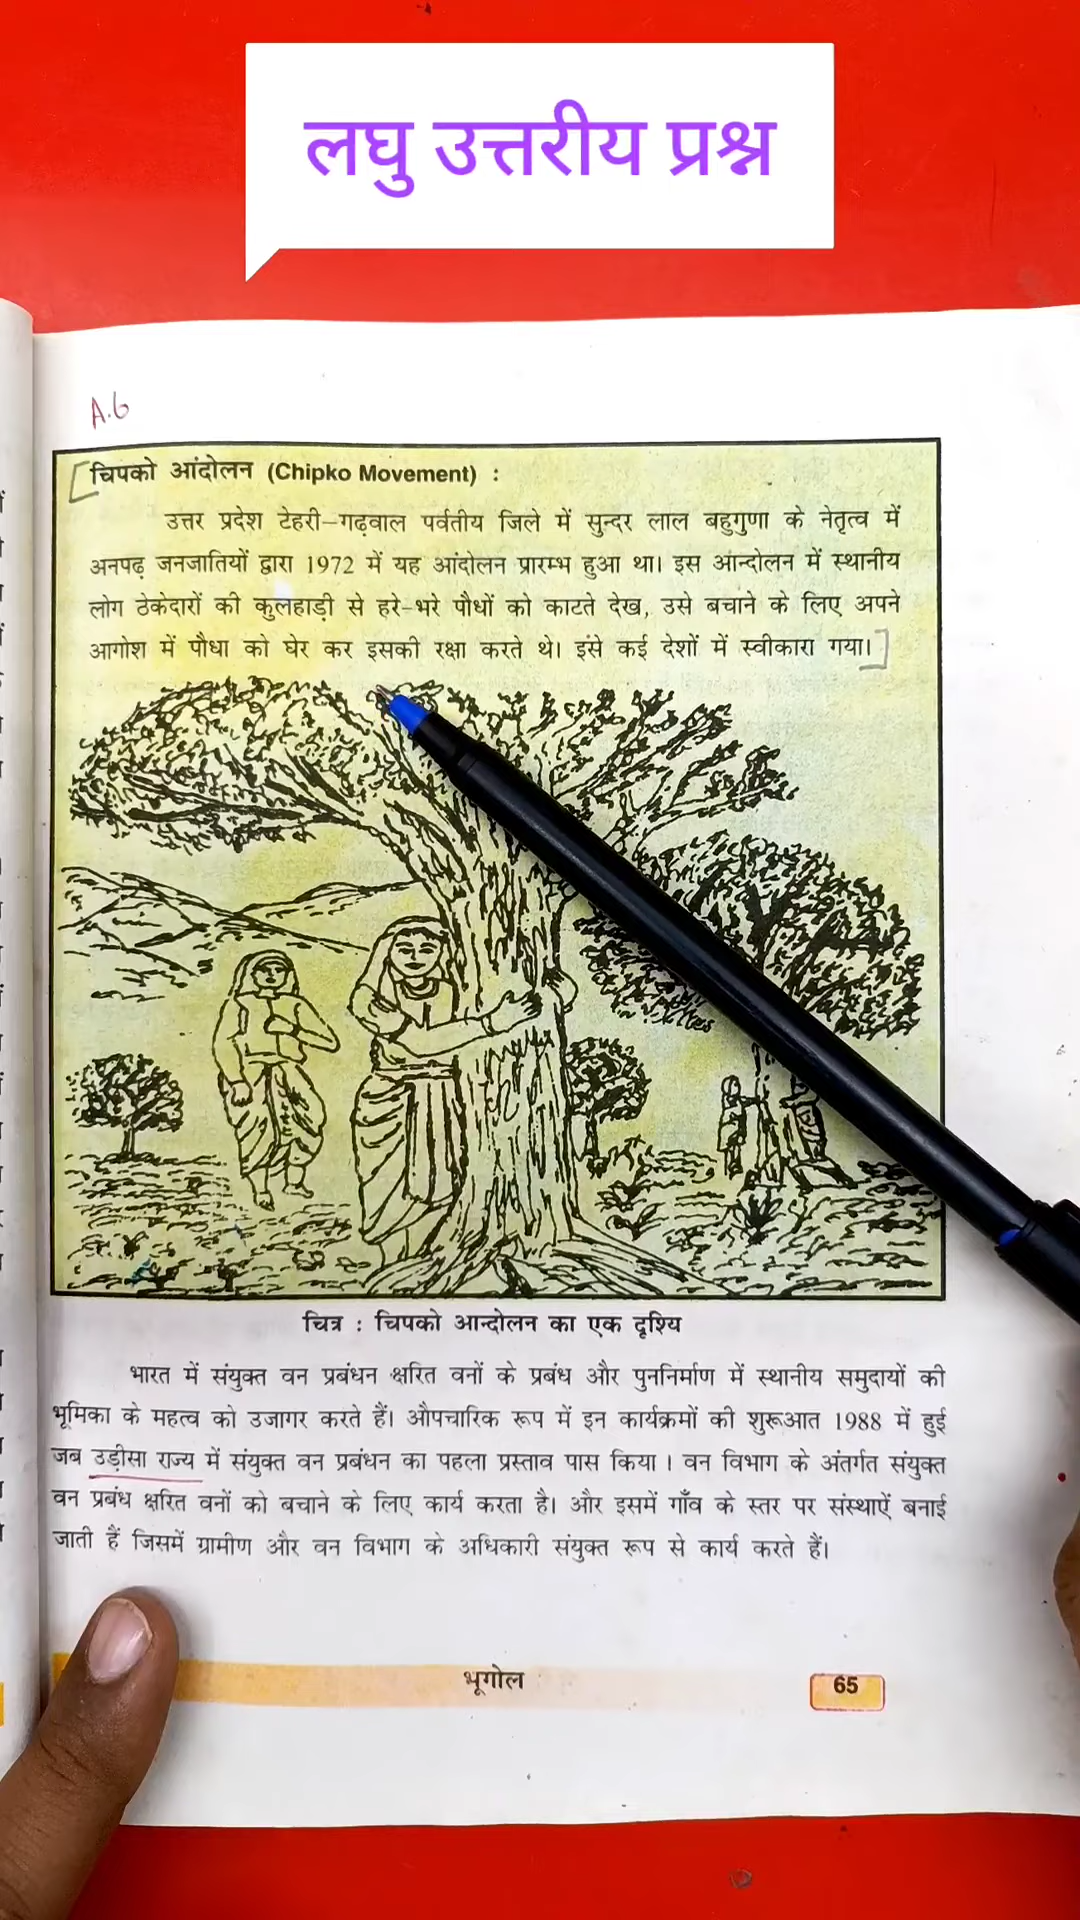 लघु उत्तरीय प्रश्न
A.6
चिपको आंदोलन (Chipko Movement) :
उत्तर प्रदेश टेहरी–गढ़वाल पर्वतीय जिले में सुन्दर लाल बहुगुणा के नेतृत्व में
अनपढ़ जनजातियों द्वारा 1972 में यह आंदोलन प्रारम्भ हुआ था। इस आन्दोलन में स्थानीय
लोग ठेकेदारों की कुलहाड़ी से हरे–भरे पौधों को काटते देख, उसे बचाने के लिए अपने
आगोश में पौधा को घेर कर इसकी रक्षा करते थे। इंसे कई देशों में स्वीकारा गया।
चित्र : चिपको आन्दोलन का एक दृश्यि
भारत में संयुक्त वन प्रबंधन क्षरित वनों के प्रबंध और पुननिर्माण में स्थानीय समुदायों की
भूमिका के महत्व को उजागर करते हैं। औपचारिक रूप में इन कार्यक्रमों की शुरूआत 1988 में हुई
जब उड़ीसा राज्य में संयुक्त वन प्रबंधन का पहला प्रस्ताव पास किया। वन विभाग के अंतर्गत संयुक्त
वन प्रबंध क्षरित वनों को बचाने के लिए कार्य करता है। और इसमें गाँव के स्तर पर संस्थाऐं बनाई
जाती हैं जिसमें ग्रामीण और वन विभाग के अधिकारी संयुक्त रूप से कार्य करते हैं।
भूगोल
65